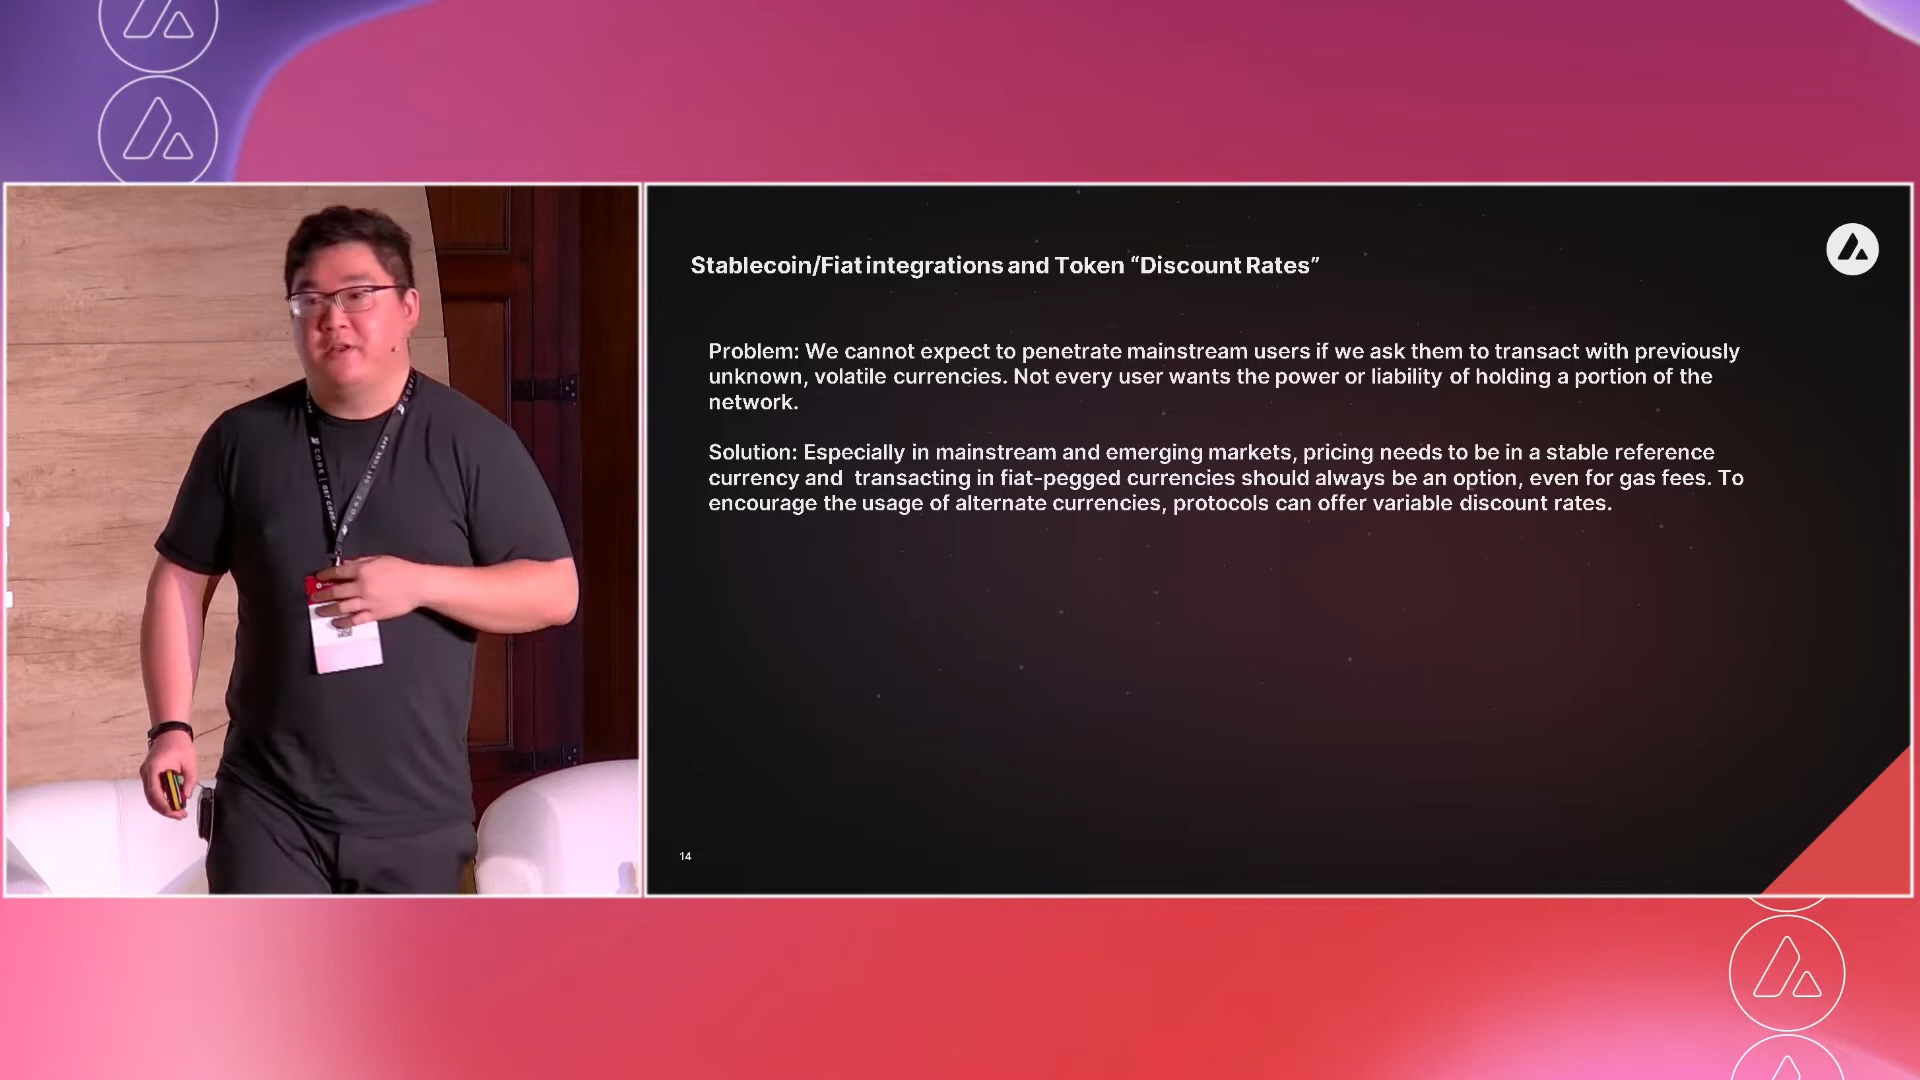 Stablecoin/Fiat integrations and Token “Discount Rates”
Problem: We cannot expect to penetrate mainstream users if we ask them to transact with previously
unknown, volatile currencies. Not every user wants the power or liability of holding a portion of the
network.
Solution: Especially in mainstream and emerging markets, pricing needs to be in a stable reference
currency and  transacting in fiat-pegged currencies should always be an option, even for gas fees. To
encourage the usage of alternate currencies, protocols can offer variable discount rates.
14